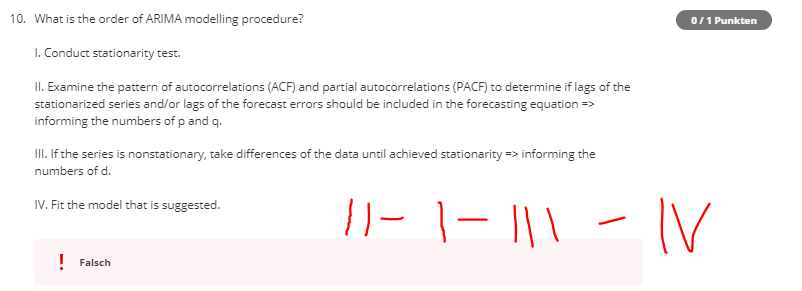 10. What is the order of ARIMA modelling procedure?
0 / 1 Punkten
I. Conduct stationarity test.
II. Examine the pattern of autocorrelations (ACF) and partial autocorrelations (PACF) to determine if lags of the
stationarized series and/or lags of the forecast errors should be included in the forecasting equation =>
informing the numbers of p and q.
III. If the series is nonstationary, take differences of the data until achieved stationarity => informing the
numbers of d.
IV. Fit the model that is suggested.
II - I - III - IV
! Falsch